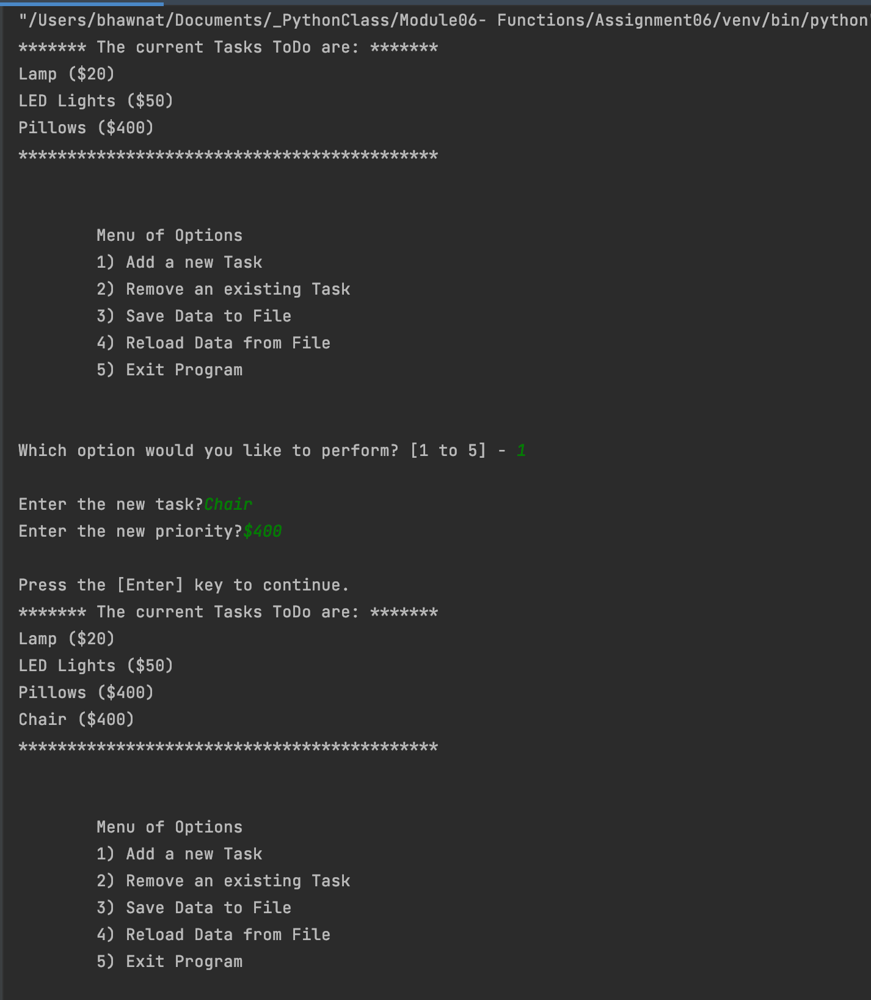 "/Users/bhawnat/Documents/_PythonClass/Module06- Functions/Assignment06/venv/bin/python"
******* The current Tasks ToDo are: *******
Lamp ($20)
LED Lights ($50)
Pillows ($400)
*******************************************
Menu of Options
1) Add a new Task
2) Remove an existing Task
3) Save Data to File
4) Reload Data from File
5) Exit Program
Which option would you like to perform? [1 to 5] - 1
Enter the new task?Chair
Enter the new priority?$400
Press the [Enter] key to continue.
******* The current Tasks ToDo are: *******
Lamp ($20)
LED Lights ($50)
Pillows ($400)
Chair ($400)
*******************************************
Menu of Options
1) Add a new Task
2) Remove an existing Task
3) Save Data to File
4) Reload Data from File
5) Exit Program